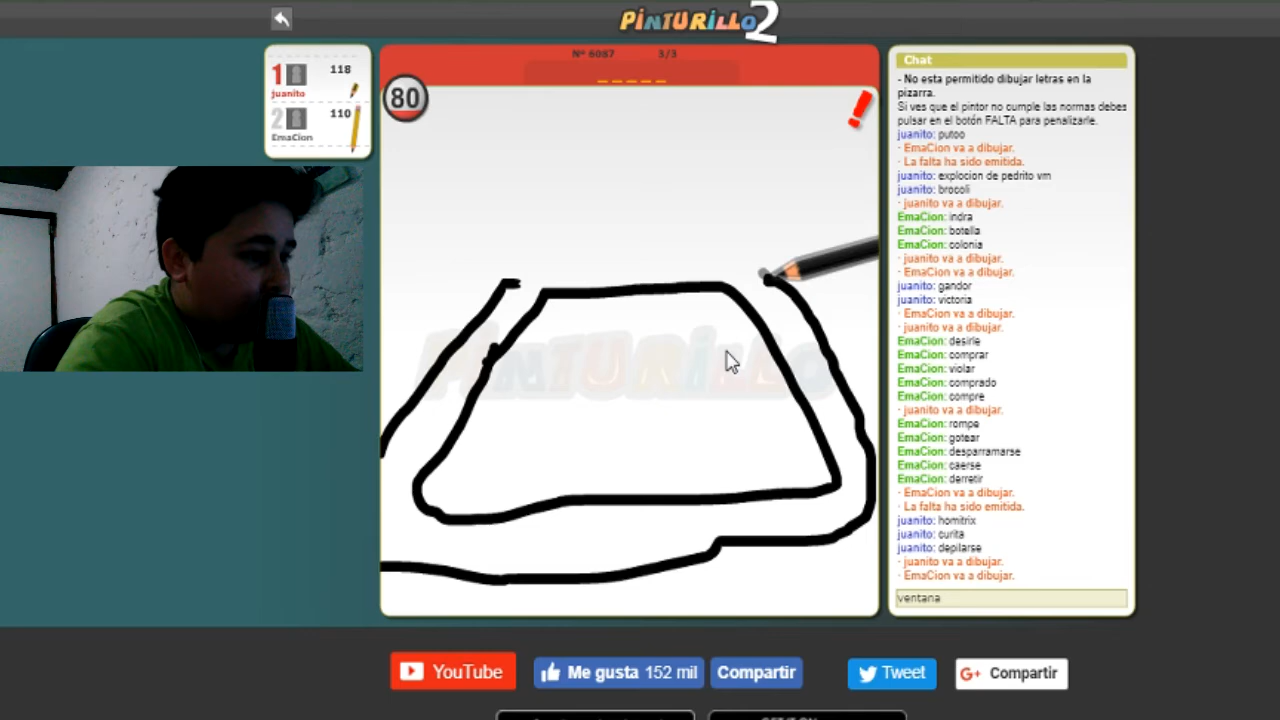 PiNTURiLLo2
Nº 6087 3/3
_ _ _ _ _
80
1 118
juanito
2 110
EmaCion
PiNTURiLLO
Chat
- No esta permitido dibujar letras en la
pizarra.
Si ves que el pintor no cumple las normas debes
pulsar en el botón FALTA para penalizarle.
juanito: putoo
· EmaCion va a dibujar.
· La falta ha sido emitida.
juanito: explocion de pedrito vm
juanito: brocoli
· juanito va a dibujar.
EmaCion: indra
EmaCion: botella
EmaCion: colonia
· juanito va a dibujar.
· EmaCion va a dibujar.
juanito: gandor
juanito: victoria
· EmaCion va a dibujar.
· juanito va a dibujar.
EmaCion: desirle
EmaCion: comprar
EmaCion: violar
EmaCion: comprado
EmaCion: compre
· juanito va a dibujar.
EmaCion: rompe
EmaCion: gotear
EmaCion: desparramarse
EmaCion: caerse
EmaCion: derretir
· EmaCion va a dibujar.
· La falta ha sido emitida.
juanito: homitrix
juanito: curita
juanito: depilarse
· juanito va a dibujar.
· EmaCion va a dibujar.
ventana
YouTube
Me gusta 152 mil
Compartir
Tweet
G+ Compartir